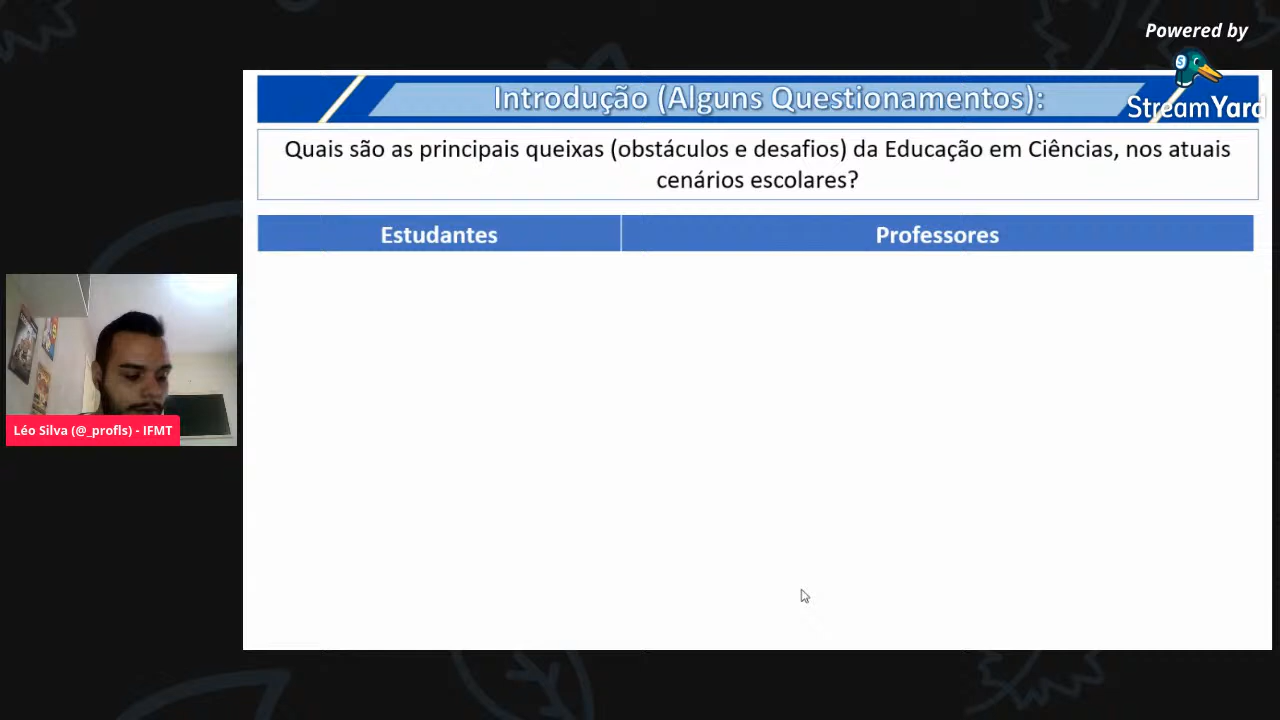 Powered by
StreamYard
Introdução (Alguns Questionamentos):
Quais são as principais queixas (obstáculos e desafios) da Educação em Ciências, nos atuais
cenários escolares?
Estudantes
Professores
Léo Silva (@_profls) - IFMT